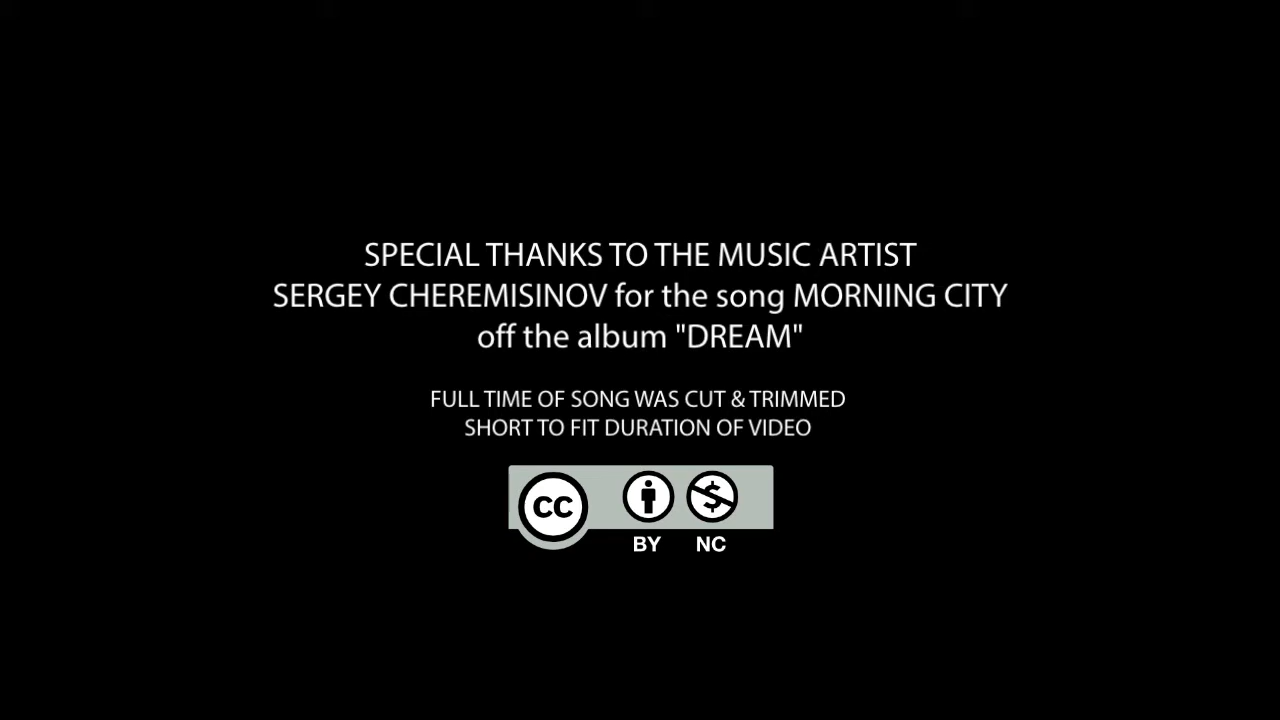 SPECIAL THANKS TO THE MUSIC ARTIST
SERGEY CHEREMISINOV for the song MORNING CITY
off the album "DREAM"
FULL TIME OF SONG WAS CUT & TRIMMED
SHORT TO FIT DURATION OF VIDEO
CC $
BY NC